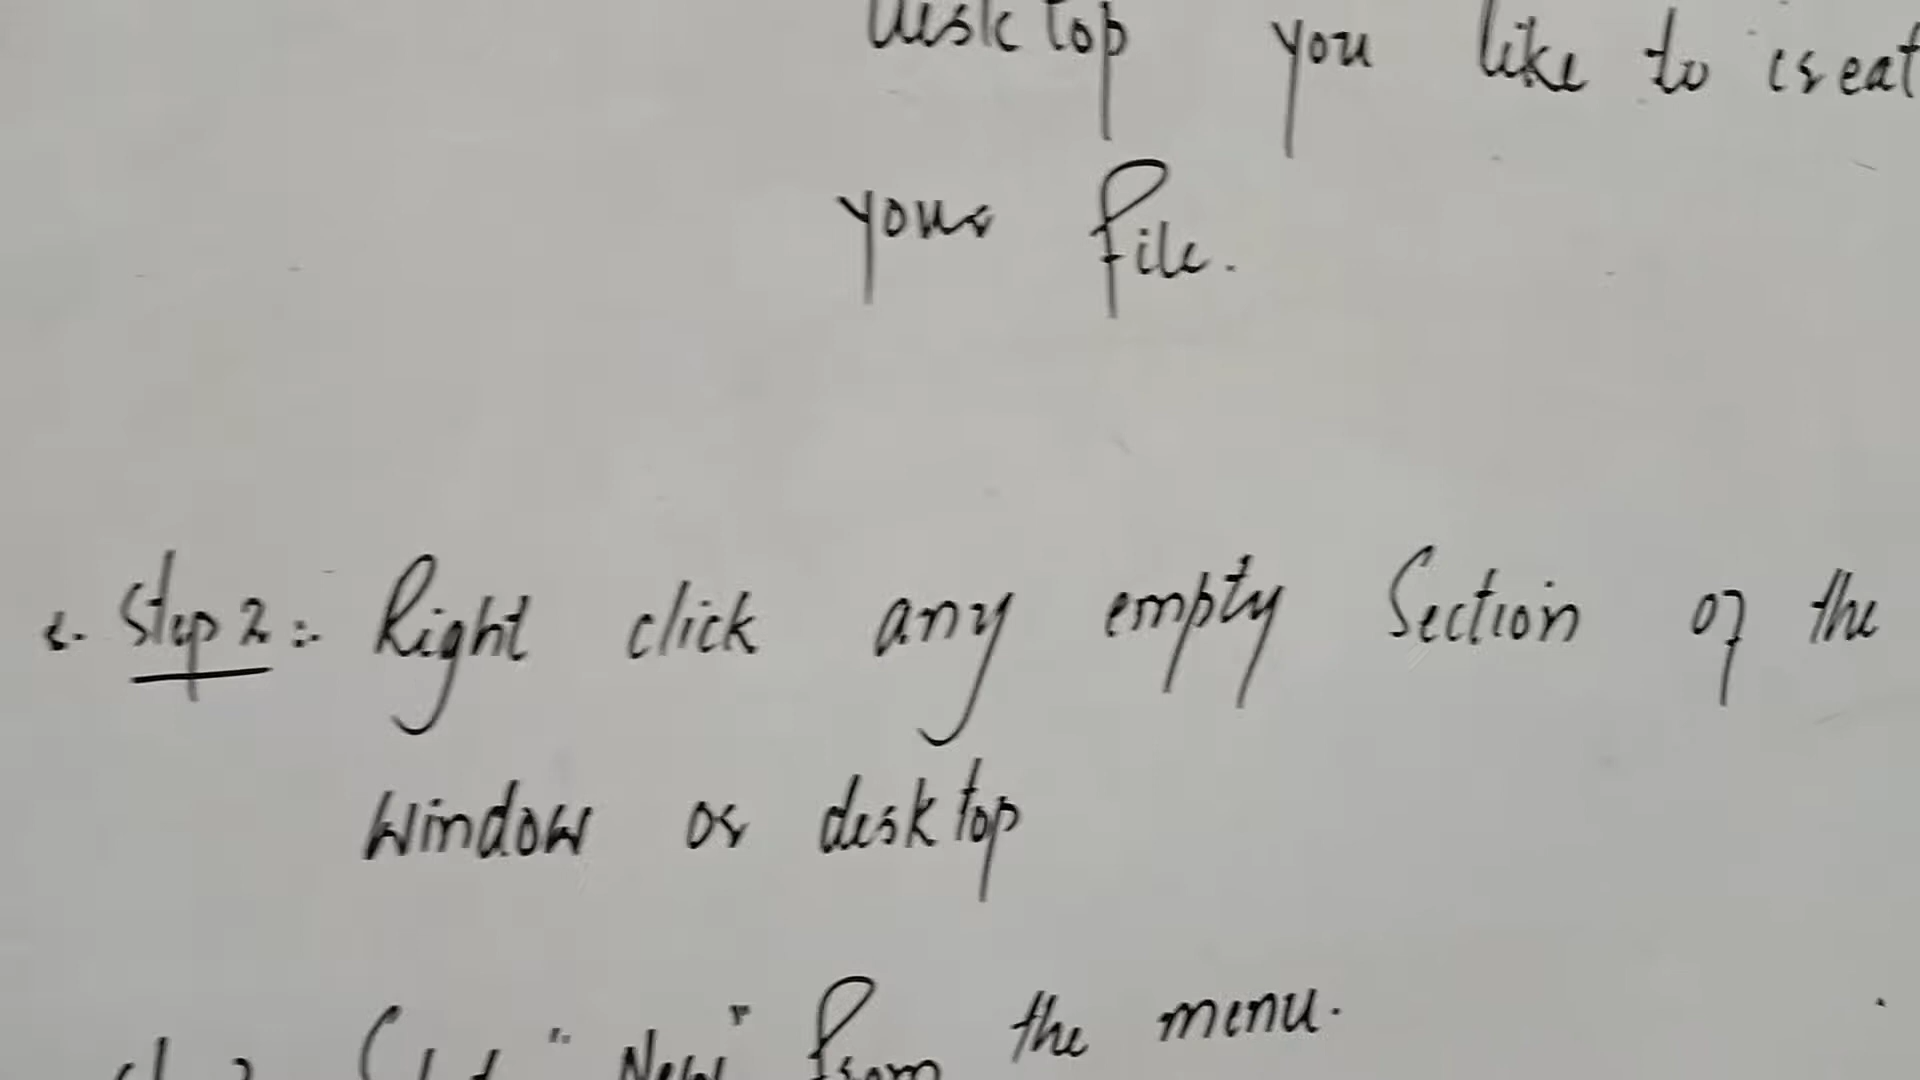 desktop you like to creat
your file.
2. Step 2:- Right click any empty Section of the
Window or desktop
"New" from the menu.